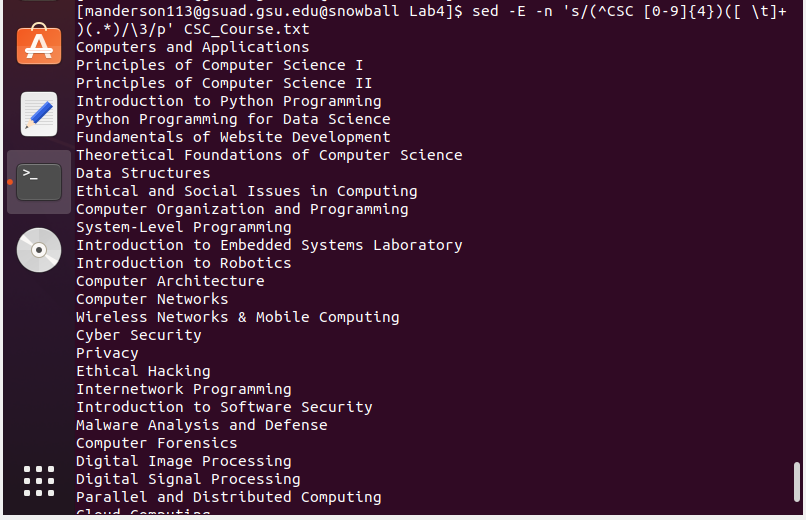 [manderson113@gsuad.gsu.edu@snowball Lab4]$ sed -E -n 's/(^CSC [0-9]{4})([ \t]+
)(.*)/\3/p' CSC_Course.txt
Computers and Applications
Principles of Computer Science I
Principles of Computer Science II
Introduction to Python Programming
Python Programming for Data Science
Fundamentals of Website Development
Theoretical Foundations of Computer Science
Data Structures
Ethical and Social Issues in Computing
Computer Organization and Programming
System-Level Programming
Introduction to Embedded Systems Laboratory
Introduction to Robotics
Computer Architecture
Computer Networks
Wireless Networks & Mobile Computing
Cyber Security
Privacy
Ethical Hacking
Internetwork Programming
Introduction to Software Security
Malware Analysis and Defense
Computer Forensics
Digital Image Processing
Digital Signal Processing
Parallel and Distributed Computing
Cloud Computing